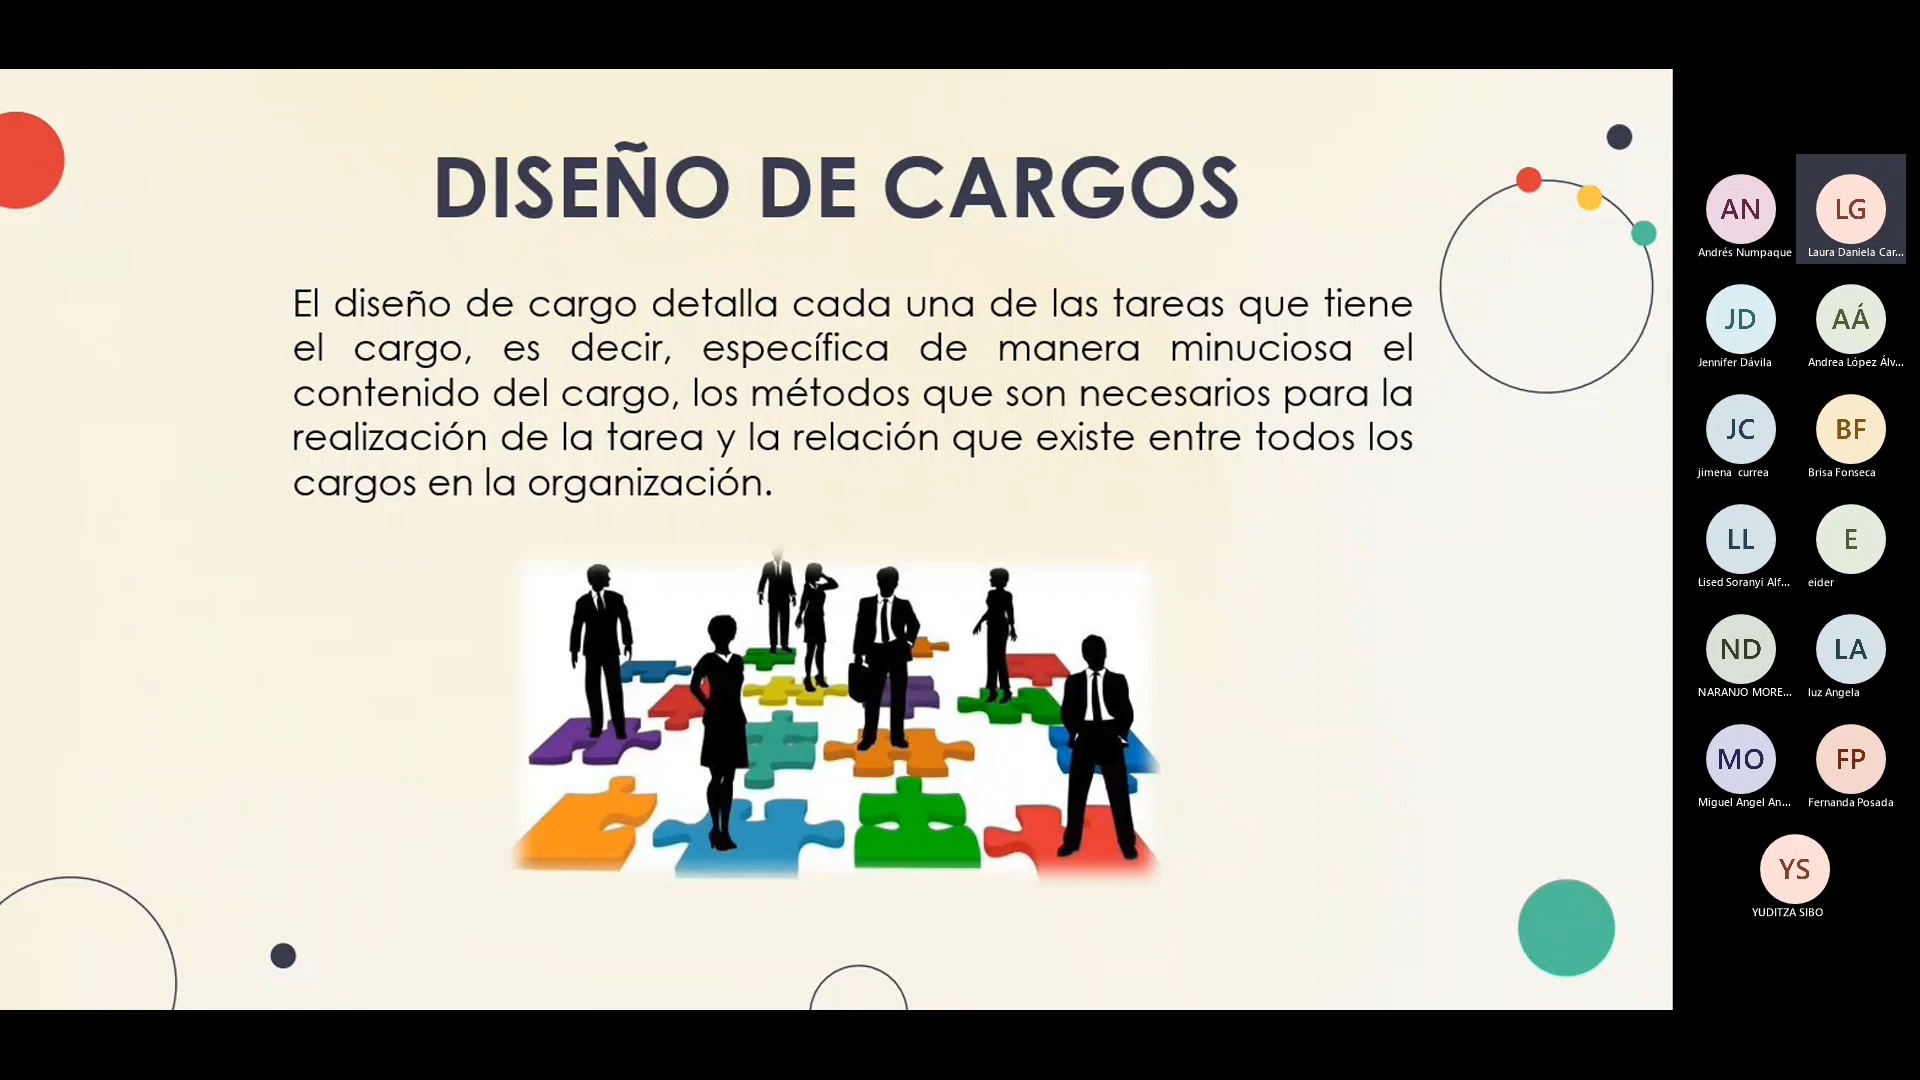 DISEÑO DE CARGOS
El diseño de cargo detalla cada una de las tareas que tiene
el cargo, es decir, específica de manera minuciosa el
contenido del cargo, los métodos que son necesarios para la
realización de la tarea y la relación que existe entre todos los
cargos en la organización.
AN
Andrés Numpaque
LG
Laura Daniela Car...
JD
Jennifer Dávila
AÁ
Andrea López Álv...
JC
jimena currea
BF
Brisa Fonseca
LL
Lised Soranyi Alf...
E
eider
ND
NARANJO MORE...
LA
luz Angela
MO
Miguel Angel An...
FP
Fernanda Posada
YS
YUDITZA SIBO